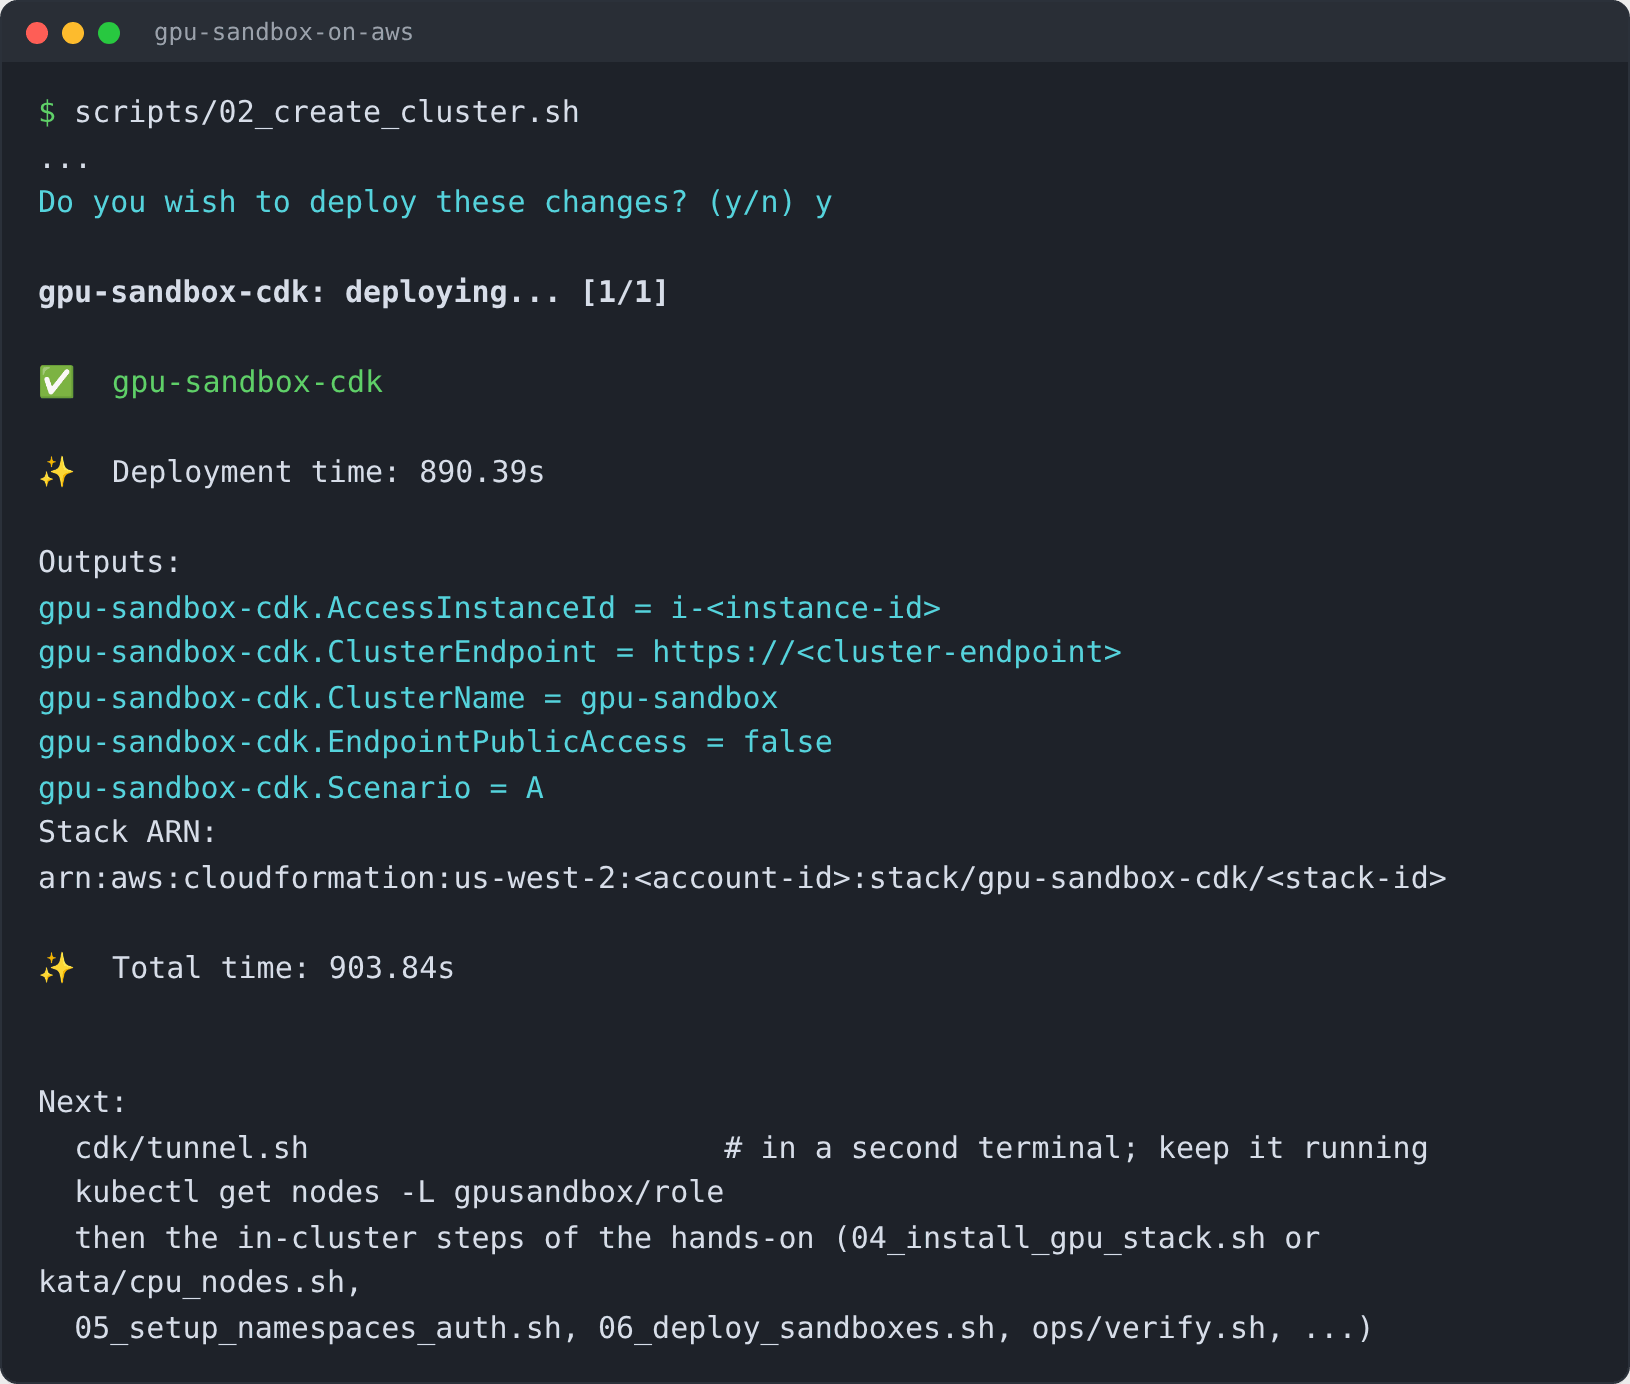 gpu-sandbox-on-aws
$ scripts/02_create_cluster.sh
...
Do you wish to deploy these changes? (y/n) y
gpu-sandbox-cdk: deploying... [1/1]
✅  gpu-sandbox-cdk
✨  Deployment time: 890.39s
Outputs:
gpu-sandbox-cdk.AccessInstanceId = i-<instance-id>
gpu-sandbox-cdk.ClusterEndpoint = https://<cluster-endpoint>
gpu-sandbox-cdk.ClusterName = gpu-sandbox
gpu-sandbox-cdk.EndpointPublicAccess = false
gpu-sandbox-cdk.Scenario = A
Stack ARN:
arn:aws:cloudformation:us-west-2:<account-id>:stack/gpu-sandbox-cdk/<stack-id>
✨  Total time: 903.84s
Next:
  cdk/tunnel.sh                       # in a second terminal; keep it running
  kubectl get nodes -L gpusandbox/role
  then the in-cluster steps of the hands-on (04_install_gpu_stack.sh or
kata/cpu_nodes.sh,
  05_setup_namespaces_auth.sh, 06_deploy_sandboxes.sh, ops/verify.sh, ...)